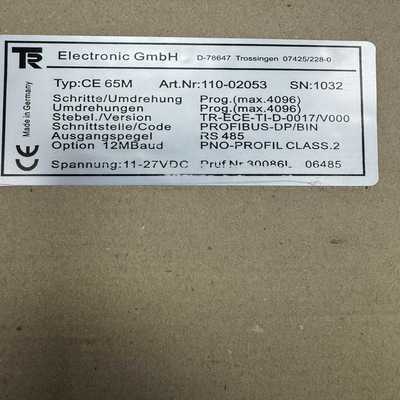 TR Electronic GmbH D-78647 Trossingen 07425/228-0
Typ:CE 65M Art.Nr:110-02053 SN:1032
Schritte/Umdrehung Prog.(max.4096)
Umdrehungen Prog.(max.4096)
Stebel./Version TR-ECE-TI-D-0017/V000
Schnittstelle/Code PROFIBUS-DP/BIN
Ausgangspegel RS 485
Option 12MBaud PNO-PROFIL CLASS.2
Spannung:11-27VDC Pruf Nr.30086L 06485
Made in Germany
CE